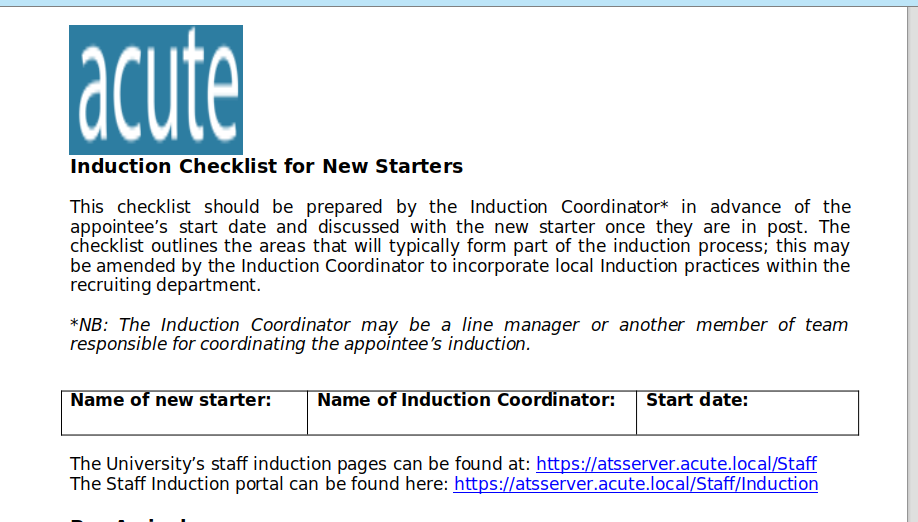 acute
Induction Checklist for New Starters
This checklist should be prepared by the Induction Coordinator* in advance of the
appointee’s start date and discussed with the new starter once they are in post. The
checklist outlines the areas that will typically form part of the induction process; this may
be amended by the Induction Coordinator to incorporate local Induction practices within the
recruiting department.
*NB: The Induction Coordinator may be a line manager or another member of team
responsible for coordinating the appointee’s induction.
Name of new starter: Name of Induction Coordinator: Start date:
The University’s staff induction pages can be found at: https://atsserver.acute.local/Staff
The Staff Induction portal can be found here: https://atsserver.acute.local/Staff/Induction